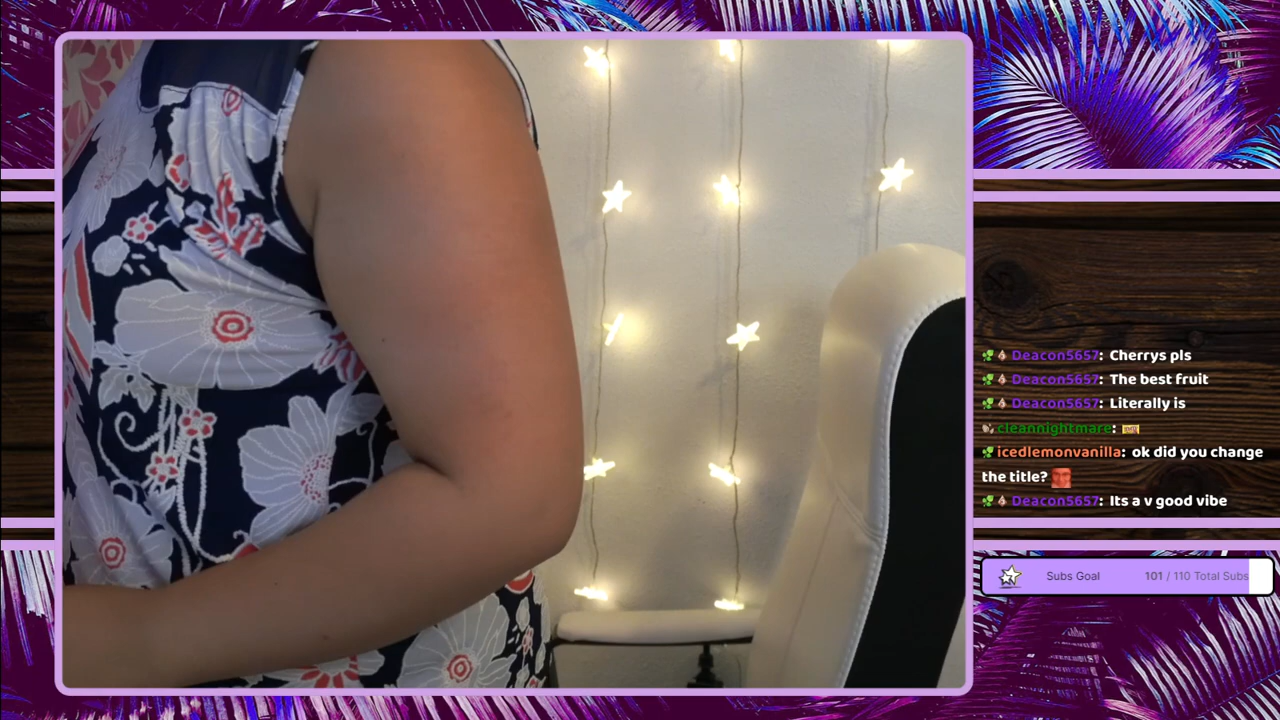 Deacon5657: Cherrys pls
Deacon5657: The best fruit
Deacon5657: Literally is
cleannightmare:
icedlemonvanilla: ok did you change
the title?
Deacon5657: Its a v good vibe
Subs Goal 101 / 110 Total Subs